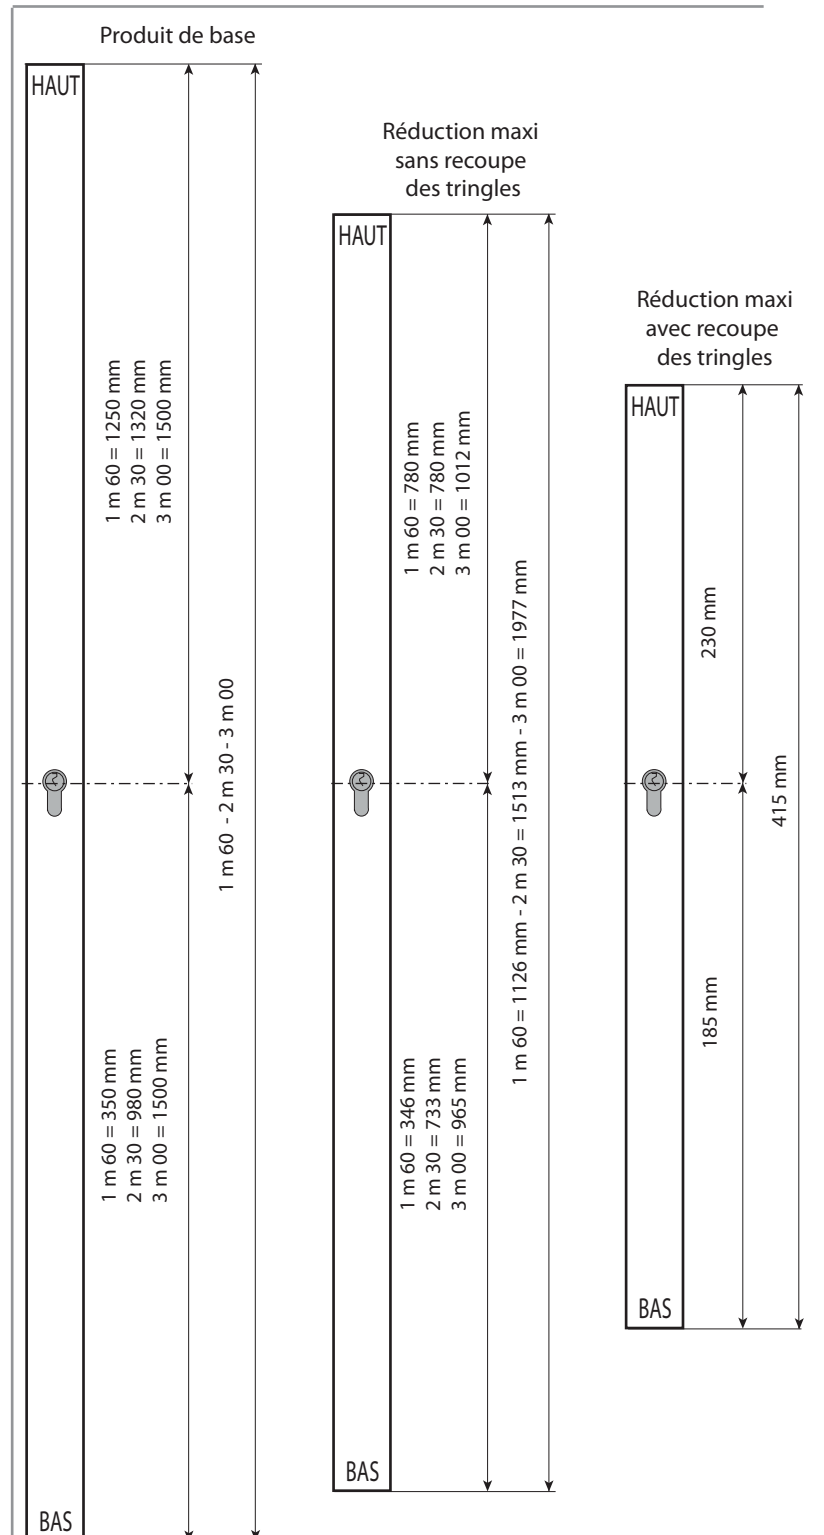 Produit de base
HAUT
1 m 60 = 1250 mm
2 m 30 = 1320 mm
3 m 00 = 1500 mm
1 m 60 - 2 m 30 - 3 m 00
1 m 60 = 350 mm
2 m 30 = 980 mm
3 m 00 = 1500 mm
BAS
Réduction maxi
sans recoupe
des tringles
HAUT
1 m 60 = 780 mm
2 m 30 = 780 mm
3 m 00 = 1012 mm
1 m 60 = 1126 mm - 2 m 30 = 1513 mm - 3 m 00 = 1977 mm
1 m 60 = 346 mm
2 m 30 = 733 mm
3 m 00 = 965 mm
BAS
Réduction maxi
avec recoupe
des tringles
HAUT
230 mm
415 mm
185 mm
BAS